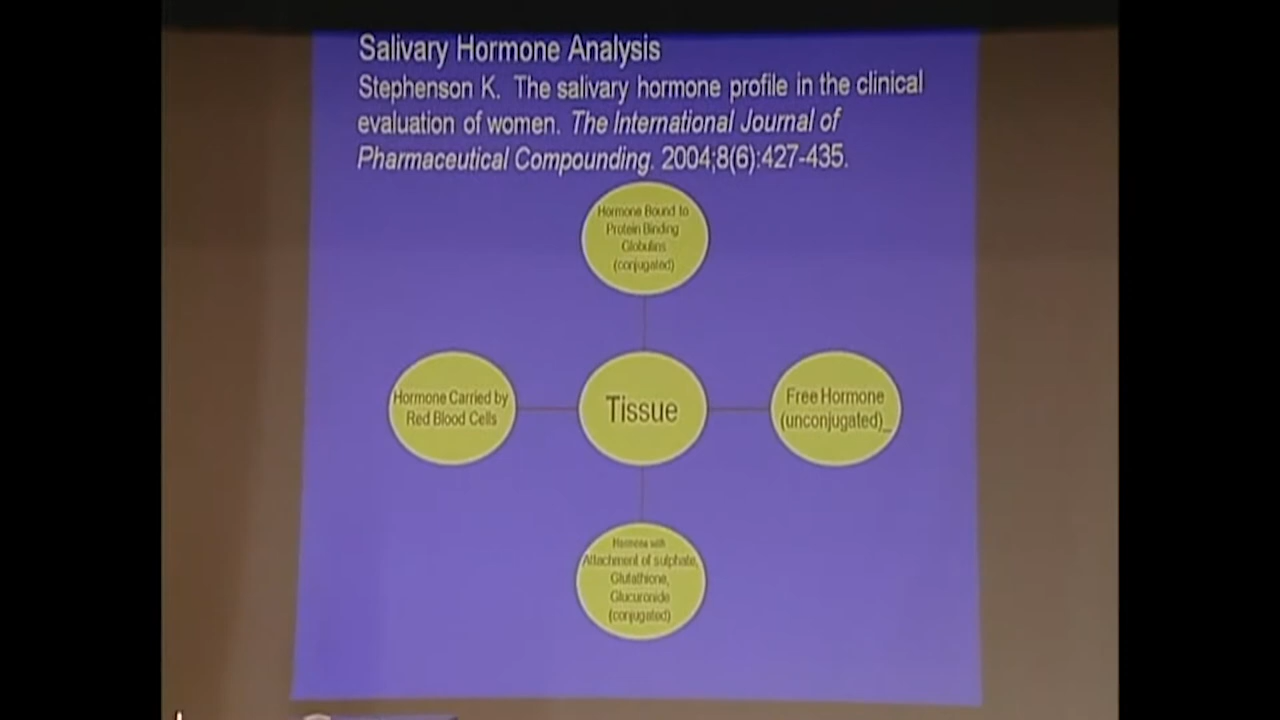 Salivary Hormone Analysis
Stephenson K. The salivary hormone profile in the clinical
evaluation of women. The International Journal of
Pharmaceutical Compounding. 2004;8(6):427-435.
Hormone Bound to
Protein Binding
Globulins
(conjugated)
Hormone Carried by
Red Blood Cells
Tissue
Free Hormone
(unconjugated)_
Hormone with
Attachment of sulphate,
Glutathione,
Glucuronide
(conjugated)